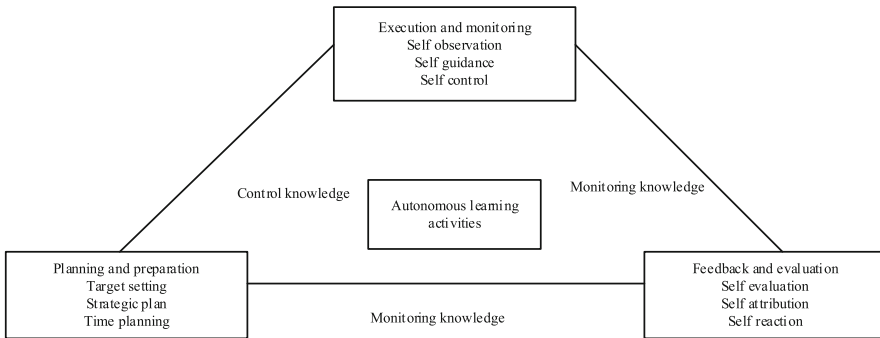 Execution and monitoring
Self observation
Self guidance
Self control
Control knowledge
Monitoring knowledge
Autonomous learning
activities
Planning and preparation
Target setting
Strategic plan
Time planning
Monitoring knowledge
Feedback and evaluation
Self evaluation
Self attribution
Self reaction